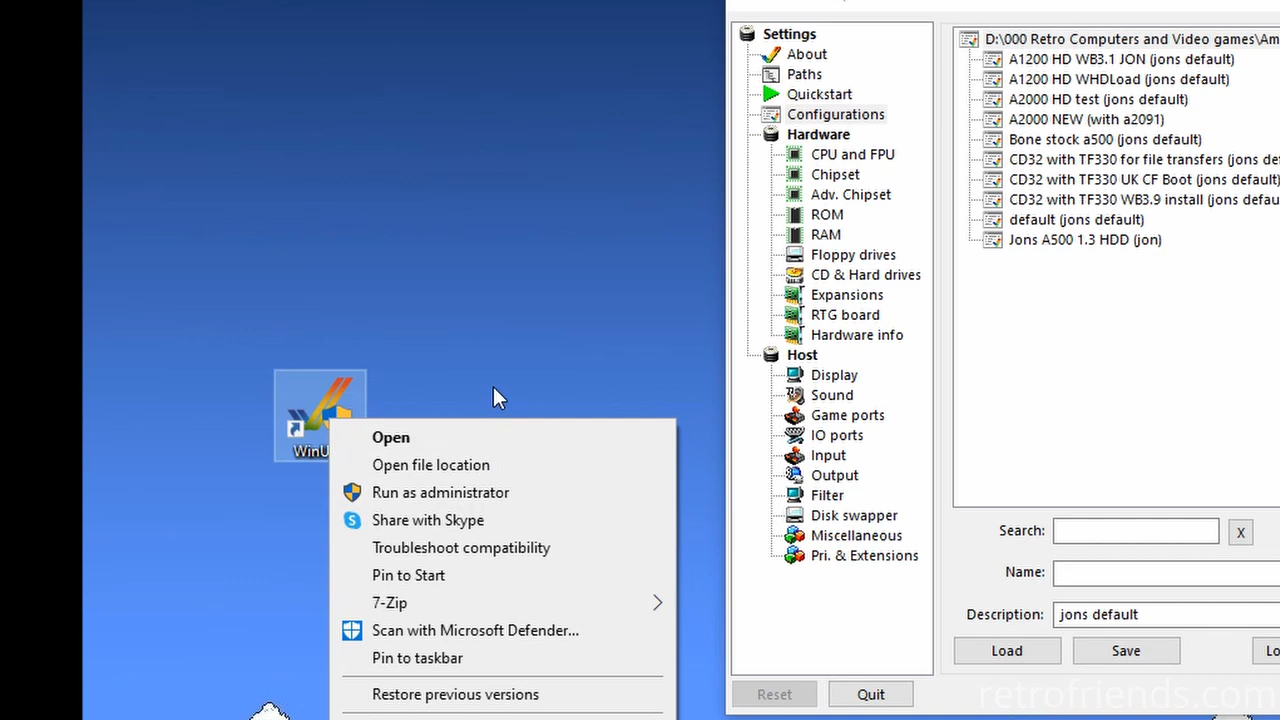 WinU
Open
Open file location
Run as administrator
Share with Skype
Troubleshoot compatibility
Pin to Start
7-Zip
Scan with Microsoft Defender...
Pin to taskbar
Restore previous versions
Settings
About
Paths
Quickstart
Configurations
Hardware
CPU and FPU
Chipset
Adv. Chipset
ROM
RAM
Floppy drives
CD & Hard drives
Expansions
RTG board
Hardware info
Host
Display
Sound
Game ports
IO ports
Input
Output
Filter
Disk swapper
Miscellaneous
Pri. & Extensions
Reset
Quit
D:\000 Retro Computers and Video games\Am
A1200 HD WB3.1 JON (jons default)
A1200 HD WHDLoad (jons default)
A2000 HD test (jons default)
A2000 NEW (with a2091)
Bone stock a500 (jons default)
CD32 with TF330 for file transfers (jons de
CD32 with TF330 UK CF Boot (jons default)
CD32 with TF330 WB3.9 install (jons defau
default (jons default)
Jons A500 1.3 HDD (jon)
Search:
X
Name:
Description: jons default
Load
Save
Lo
retrofriends.com